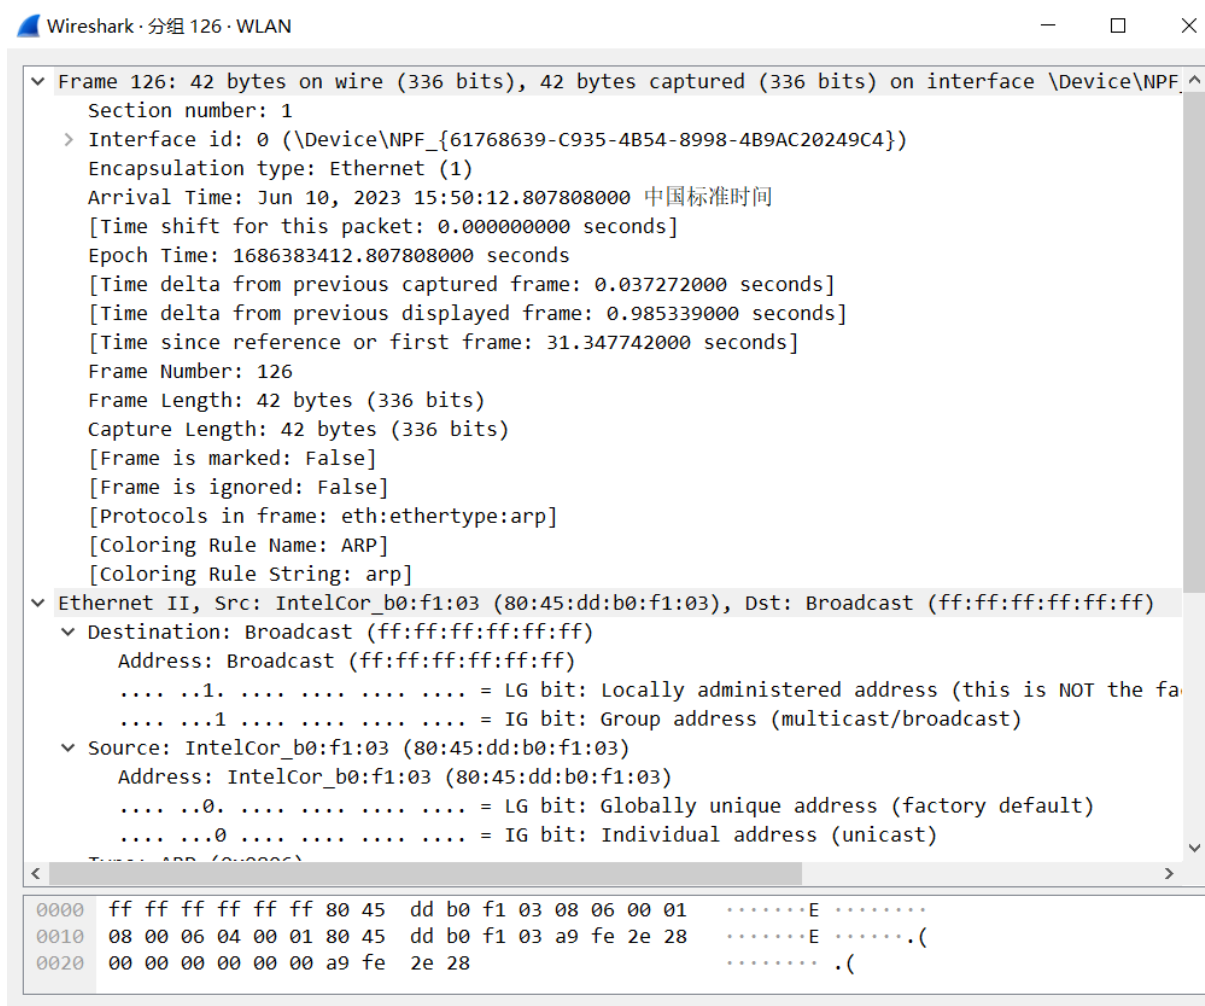 Wireshark · 分组 126 · WLAN
Frame 126: 42 bytes on wire (336 bits), 42 bytes captured (336 bits) on interface \Device\NPF_
Section number: 1
Interface id: 0 (\Device\NPF_{61768639-C935-4B54-8998-4B9AC20249C4})
Encapsulation type: Ethernet (1)
Arrival Time: Jun 10, 2023 15:50:12.807808000 中国标准时间
[Time shift for this packet: 0.000000000 seconds]
Epoch Time: 1686383412.807808000 seconds
[Time delta from previous captured frame: 0.037272000 seconds]
[Time delta from previous displayed frame: 0.985339000 seconds]
[Time since reference or first frame: 31.347742000 seconds]
Frame Number: 126
Frame Length: 42 bytes (336 bits)
Capture Length: 42 bytes (336 bits)
[Frame is marked: False]
[Frame is ignored: False]
[Protocols in frame: eth:ethertype:arp]
[Coloring Rule Name: ARP]
[Coloring Rule String: arp]
Ethernet II, Src: IntelCor_b0:f1:03 (80:45:dd:b0:f1:03), Dst: Broadcast (ff:ff:ff:ff:ff:ff)
Destination: Broadcast (ff:ff:ff:ff:ff:ff)
Address: Broadcast (ff:ff:ff:ff:ff:ff)
.... ..1. .... .... .... .... = LG bit: Locally administered address (this is NOT the fa
.... ...1 .... .... .... .... = IG bit: Group address (multicast/broadcast)
Source: IntelCor_b0:f1:03 (80:45:dd:b0:f1:03)
Address: IntelCor_b0:f1:03 (80:45:dd:b0:f1:03)
.... ..0. .... .... .... .... = LG bit: Globally unique address (factory default)
.... ...0 .... .... .... .... = IG bit: Individual address (unicast)
0000 ff ff ff ff ff ff 80 45 dd b0 f1 03 08 06 00 01 ·······E ········
0010 08 00 06 04 00 01 80 45 dd b0 f1 03 a9 fe 2e 28 ·······E ······.(
0020 00 00 00 00 00 00 a9 fe 2e 28 ········ .(